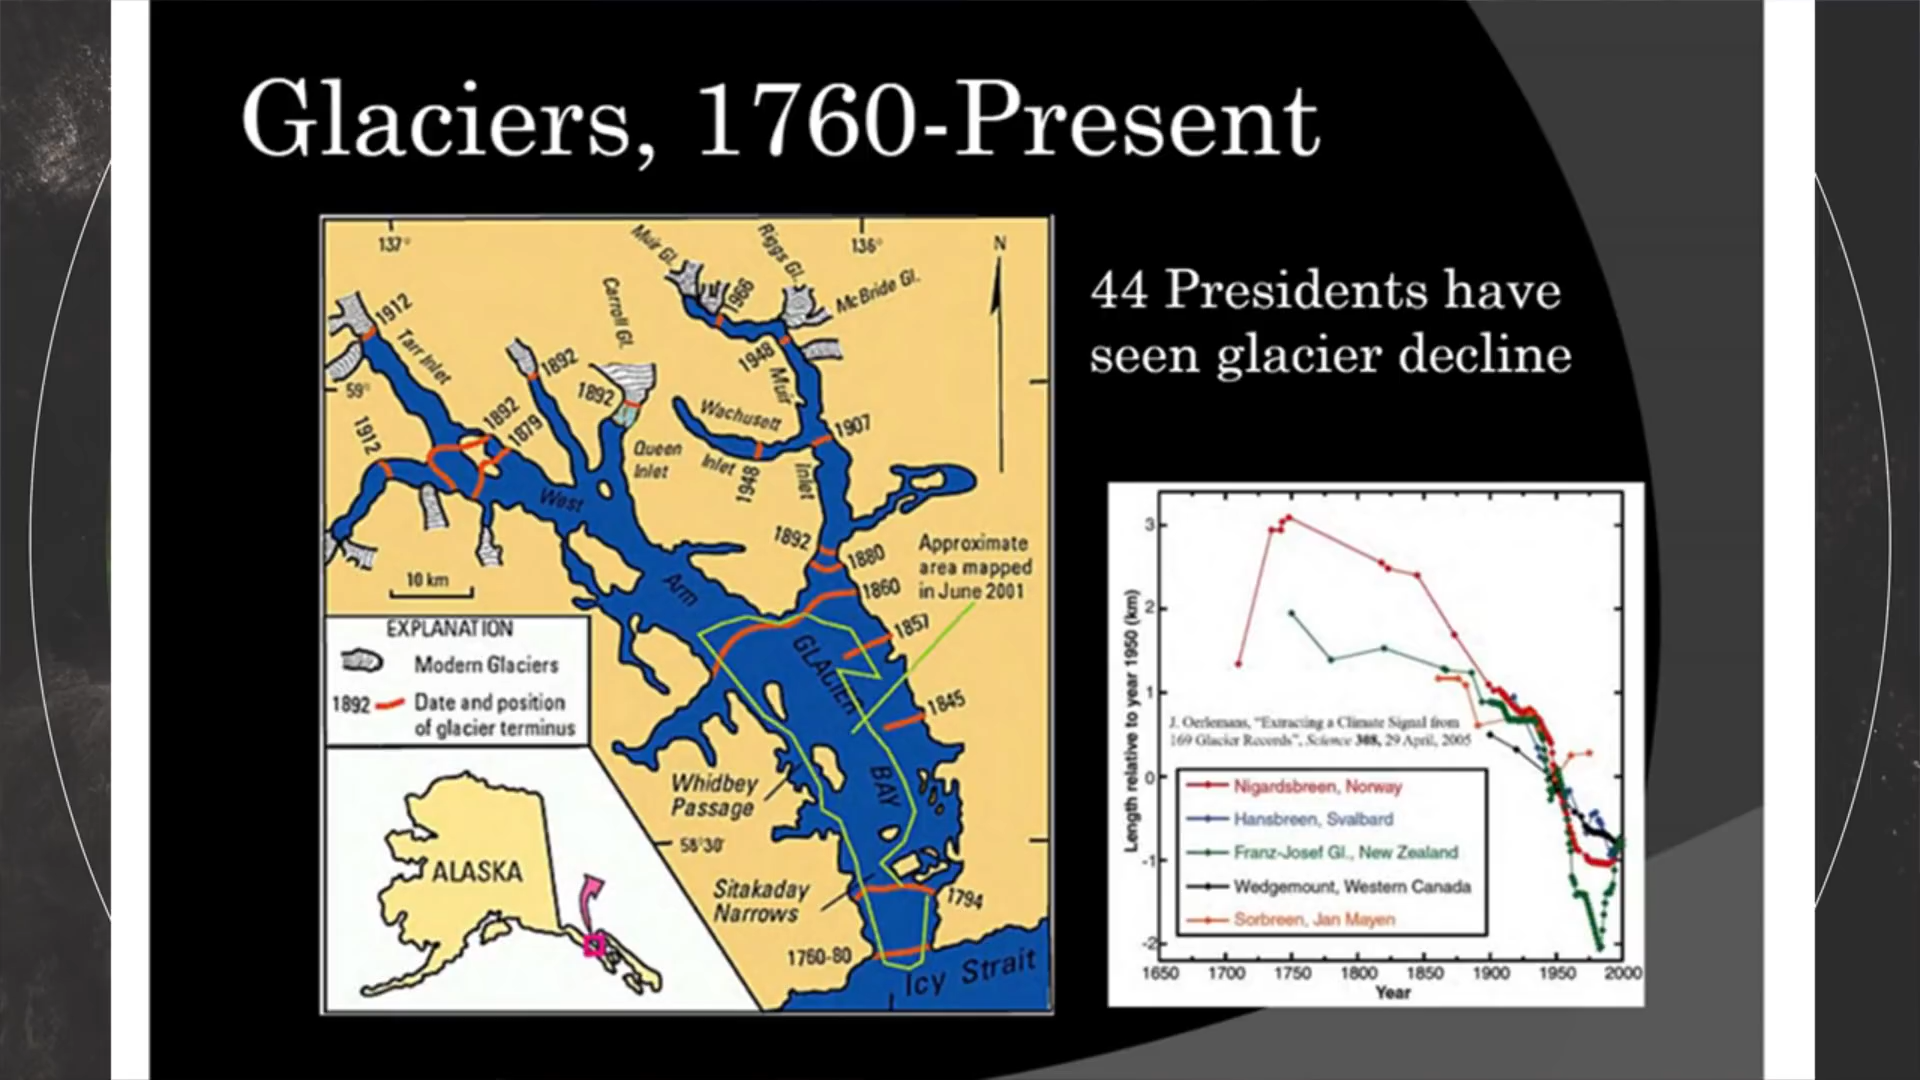 Glaciers, 1760-Present
44 Presidents have
seen glacier decline
137°
136°
N
Muir Gl.
Riggs Gl.
McBride Gl.
1966
Carroll Gl.
1912
Tarr Inlet
59°
1892
1892
1948
Muir
Inlet
Wachusett
Inlet
1948
1907
1912
1892
1879
Queen
Inlet
West
Arm
1892
1880
1860
1857
1845
Approximate
area mapped
in June 2001
10 km
GLACIER
BAY
Whidbey
Passage
58°30'
Sitakaday
Narrows
1794
1760-80
Icy Strait
EXPLANATION
Modern Glaciers
1892
Date and position
of glacier terminus
ALASKA
Length relative to year 1950 (km)
3
2
1
0
-1
-2
J. Oerlemans, "Extracting a Climate Signal from
169 Glacier Records", Science 308, 29 April, 2005
Nigardsbreen, Norway
Hansbreen, Svalbard
Franz-Josef Gl., New Zealand
Wedgemount, Western Canada
Sorbreen, Jan Mayen
1650 1700 1750 1800 1850 1900 1950 2000
Year